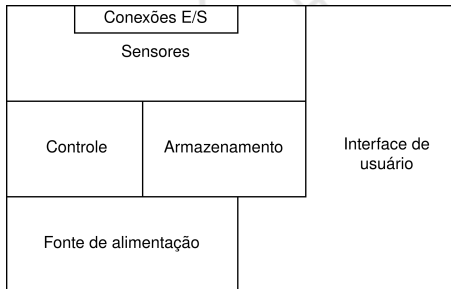 Conexões E/S
Sensores
Controle
Armazenamento
Interface de
usuário
Fonte de alimentação